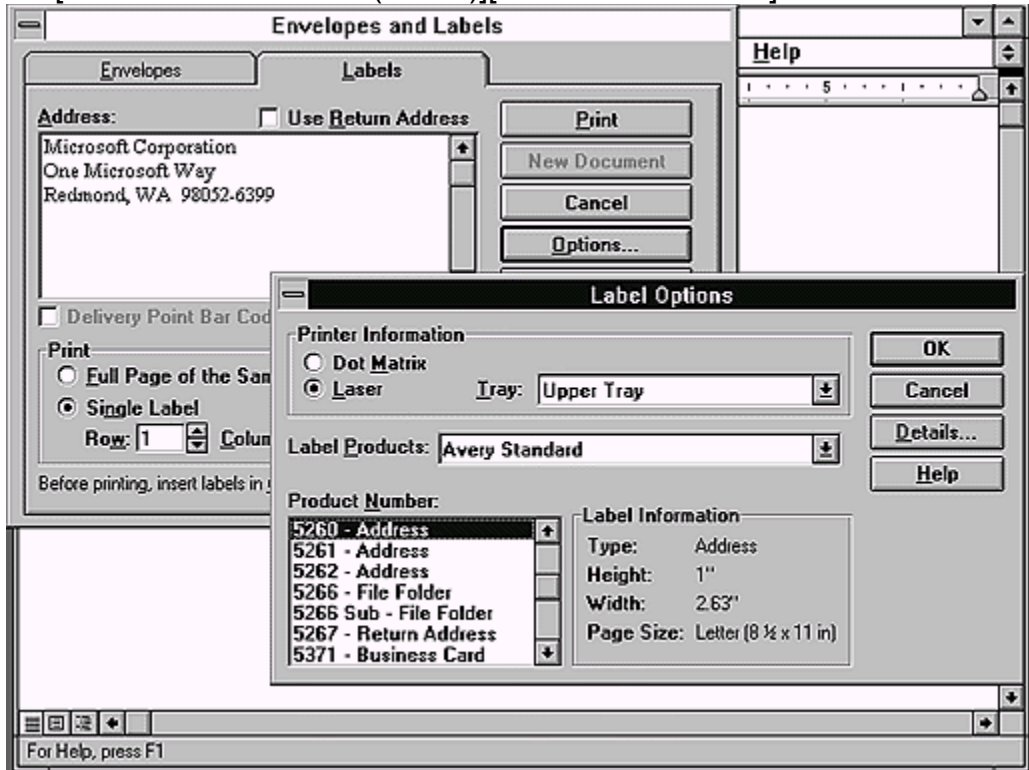 Envelopes and Labels
Help
Envelopes
Labels
5
Address:
Use Return Address
Print
Microsoft Corporation
One Microsoft Way
Redmond, WA 98052-6399
New Document
Cancel
Options...
Delivery Point Bar Cod
Print
Full Page of the San
Single Label
Row: 1 Colum
Before printing, insert labels in
Label Options
Printer Information
Dot Matrix
Laser
Tray: Upper Tray
OK
Cancel
Details...
Help
Label Products: Avery Standard
Product Number:
5260 - Address
5261 - Address
5262 - Address
5266 - File Folder
5266 Sub - File Folder
5267 - Return Address
5371 - Business Card
Label Information
Type: Address
Height: 1"
Width: 2.63"
Page Size: Letter (8 ½ x 11 in)
For Help, press F1